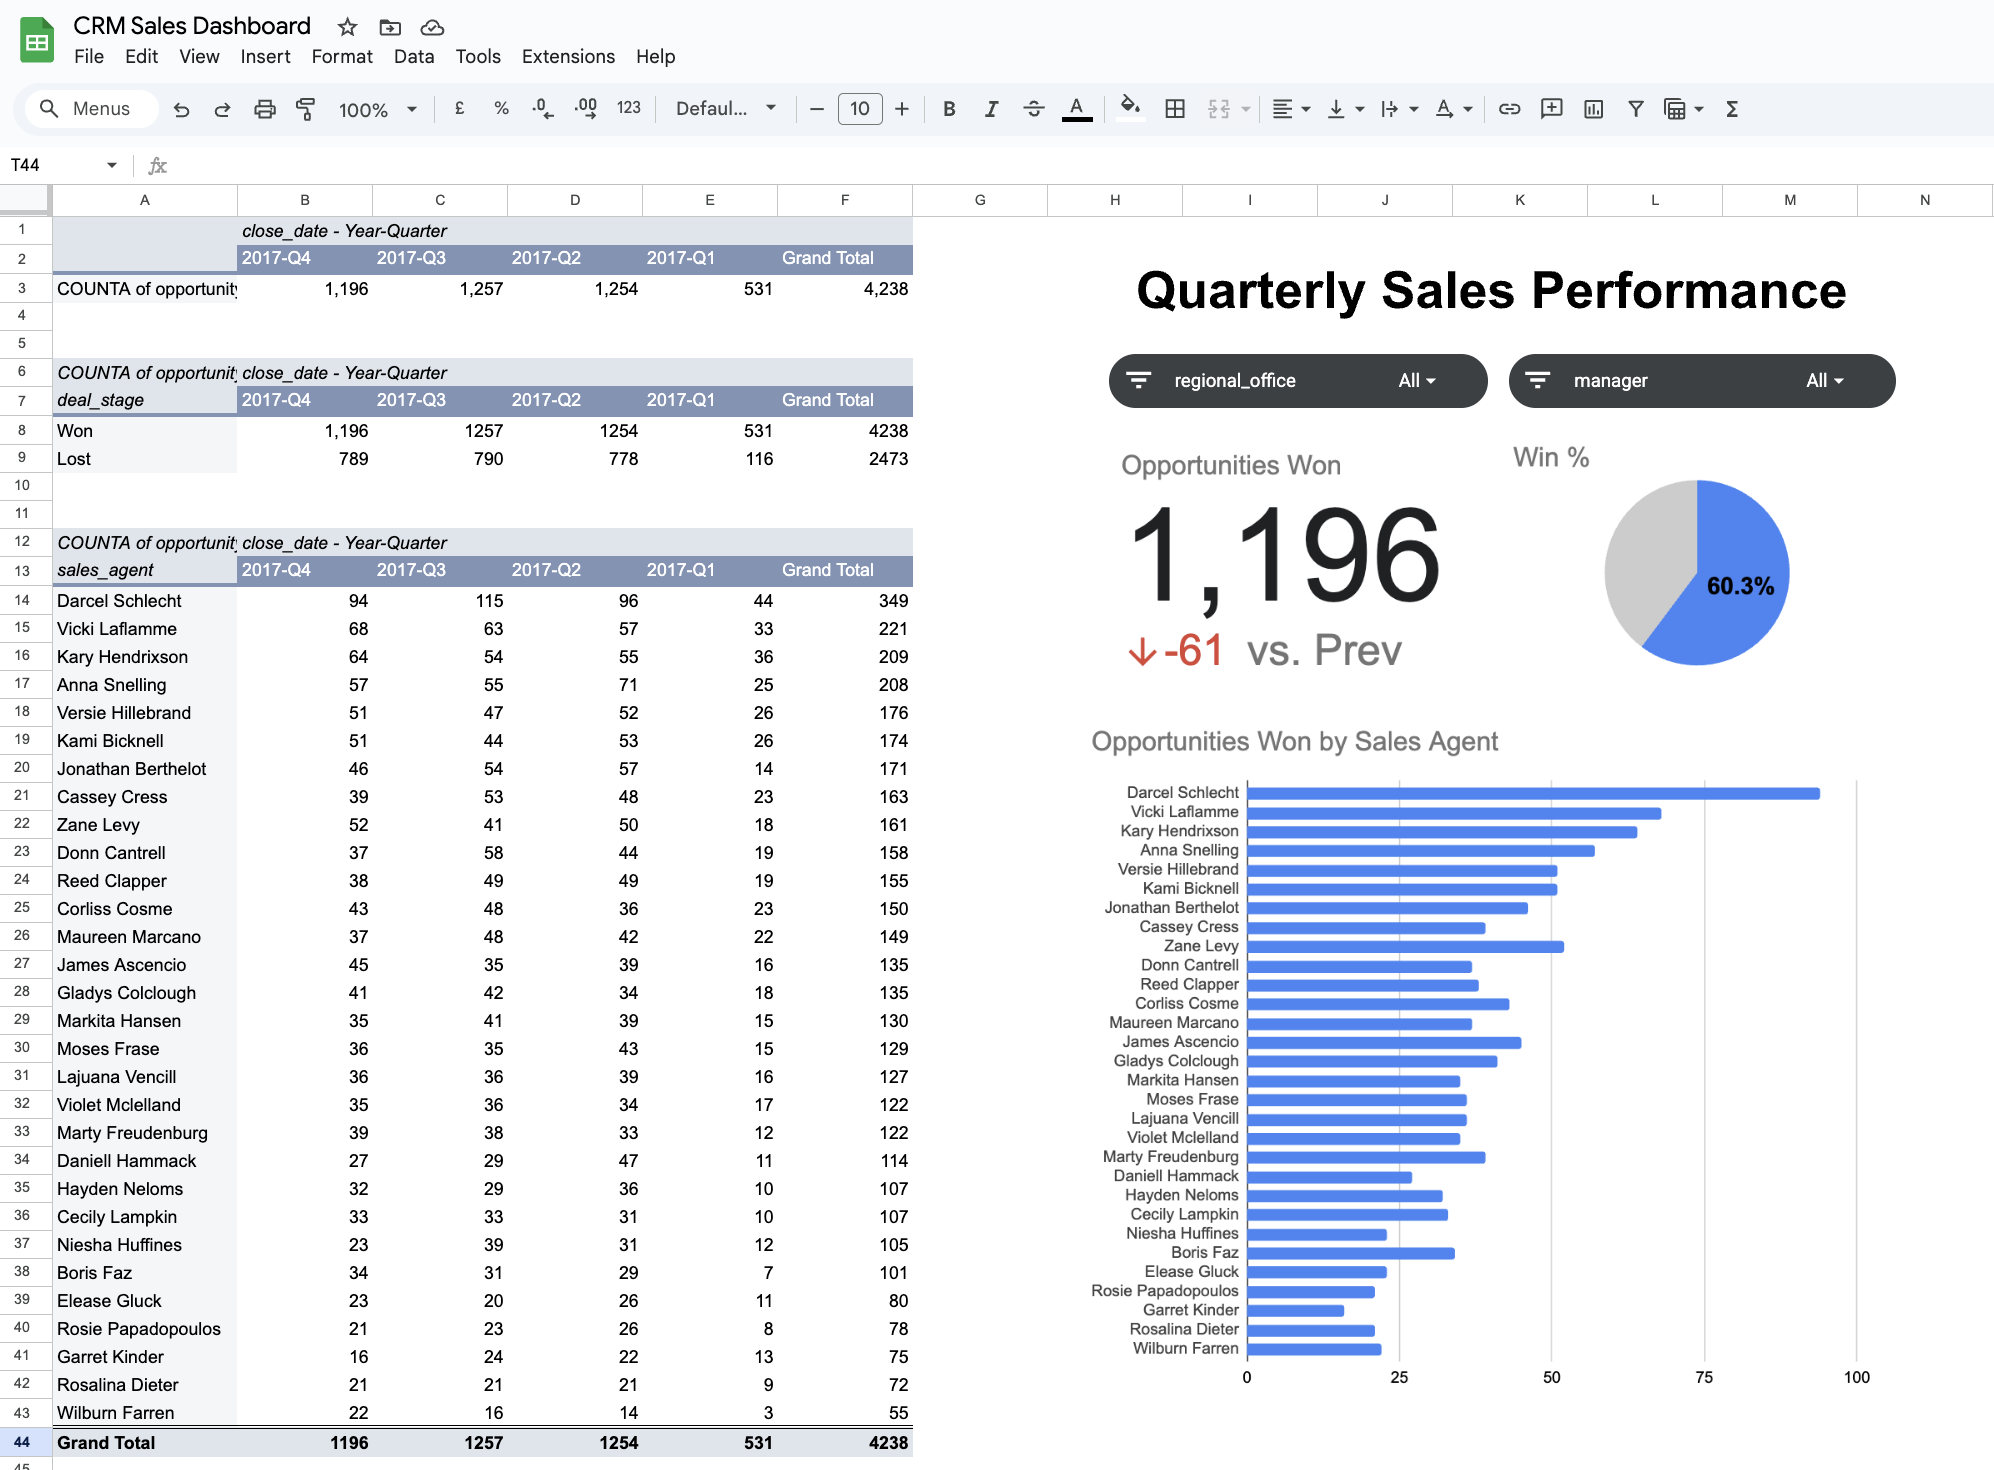 CRM Sales Dashboard
File Edit View Insert Format Data Tools Extensions Help
Menus 100% £ % .0 .00 123 Defaul... 10 B I S A Σ
T44 fx
A B C D E F G H I J K L M N
1 close_date - Year-Quarter
2 2017-Q4 2017-Q3 2017-Q2 2017-Q1 Grand Total
3 COUNTA of opportunity 1,196 1,257 1,254 531 4,238
4
5
6 COUNTA of opportunit close_date - Year-Quarter
7 deal_stage 2017-Q4 2017-Q3 2017-Q2 2017-Q1 Grand Total
8 Won 1,196 1257 1254 531 4238
9 Lost 789 790 778 116 2473
10
11
12 COUNTA of opportunit close_date - Year-Quarter
13 sales_agent 2017-Q4 2017-Q3 2017-Q2 2017-Q1 Grand Total
14 Darcel Schlecht 94 115 96 44 349
15 Vicki Laflamme 68 63 57 33 221
16 Kary Hendrixson 64 54 55 36 209
17 Anna Snelling 57 55 71 25 208
18 Versie Hillebrand 51 47 52 26 176
19 Kami Bicknell 51 44 53 26 174
20 Jonathan Berthelot 46 54 57 14 171
21 Cassey Cress 39 53 48 23 163
22 Zane Levy 52 41 50 18 161
23 Donn Cantrell 37 58 44 19 158
24 Reed Clapper 38 49 49 19 155
25 Corliss Cosme 43 48 36 23 150
26 Maureen Marcano 37 48 42 22 149
27 James Ascencio 45 35 39 16 135
28 Gladys Colclough 41 42 34 18 135
29 Markita Hansen 35 41 39 15 130
30 Moses Frase 36 35 43 15 129
31 Lajuana Vencill 36 36 39 16 127
32 Violet Mclelland 35 36 34 17 122
33 Marty Freudenburg 39 38 33 12 122
34 Daniell Hammack 27 29 47 11 114
35 Hayden Neloms 32 29 36 10 107
36 Cecily Lampkin 33 33 31 10 107
37 Niesha Huffines 23 39 31 12 105
38 Boris Faz 34 31 29 7 101
39 Elease Gluck 23 20 26 11 80
40 Rosie Papadopoulos 21 23 26 8 78
41 Garret Kinder 16 24 22 13 75
42 Rosalina Dieter 21 21 21 9 72
43 Wilburn Farren 22 16 14 3 55
44 Grand Total 1196 1257 1254 531 4238
45
Quarterly Sales Performance
regional_office All manager All
Opportunities Won
1,196
↓-61 vs. Prev
Win %
60.3%
Opportunities Won by Sales Agent
Darcel Schlecht
Vicki Laflamme
Kary Hendrixson
Anna Snelling
Versie Hillebrand
Kami Bicknell
Jonathan Berthelot
Cassey Cress
Zane Levy
Donn Cantrell
Reed Clapper
Corliss Cosme
Maureen Marcano
James Ascencio
Gladys Colclough
Markita Hansen
Moses Frase
Lajuana Vencill
Violet Mclelland
Marty Freudenburg
Daniell Hammack
Hayden Neloms
Cecily Lampkin
Niesha Huffines
Boris Faz
Elease Gluck
Rosie Papadopoulos
Garret Kinder
Rosalina Dieter
Wilburn Farren
0 25 50 75 100